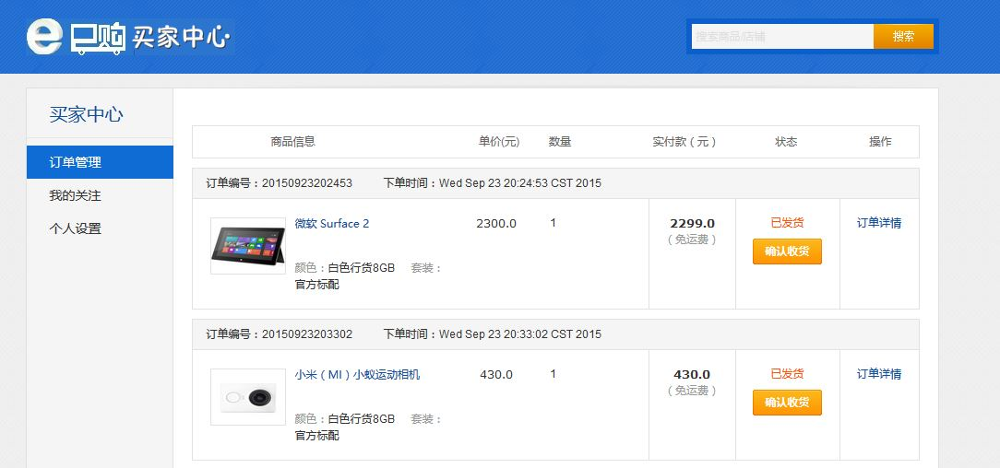 e 已购 买家中心
搜索商品/店铺 搜索
买家中心
订单管理
我的关注
个人设置
商品信息 单价(元) 数量 实付款（元） 状态 操作
订单编号：20150923202453 下单时间：Wed Sep 23 20:24:53 CST 2015
微软 Surface 2 2300.0 1 2299.0 已发货 订单详情
（免运费） 确认收货
颜色：白色行货8GB 套装：
官方标配
订单编号：20150923203302 下单时间：Wed Sep 23 20:33:02 CST 2015
小米（MI）小蚁运动相机 430.0 1 430.0 已发货 订单详情
（免运费） 确认收货
颜色：白色行货8GB 套装：
官方标配